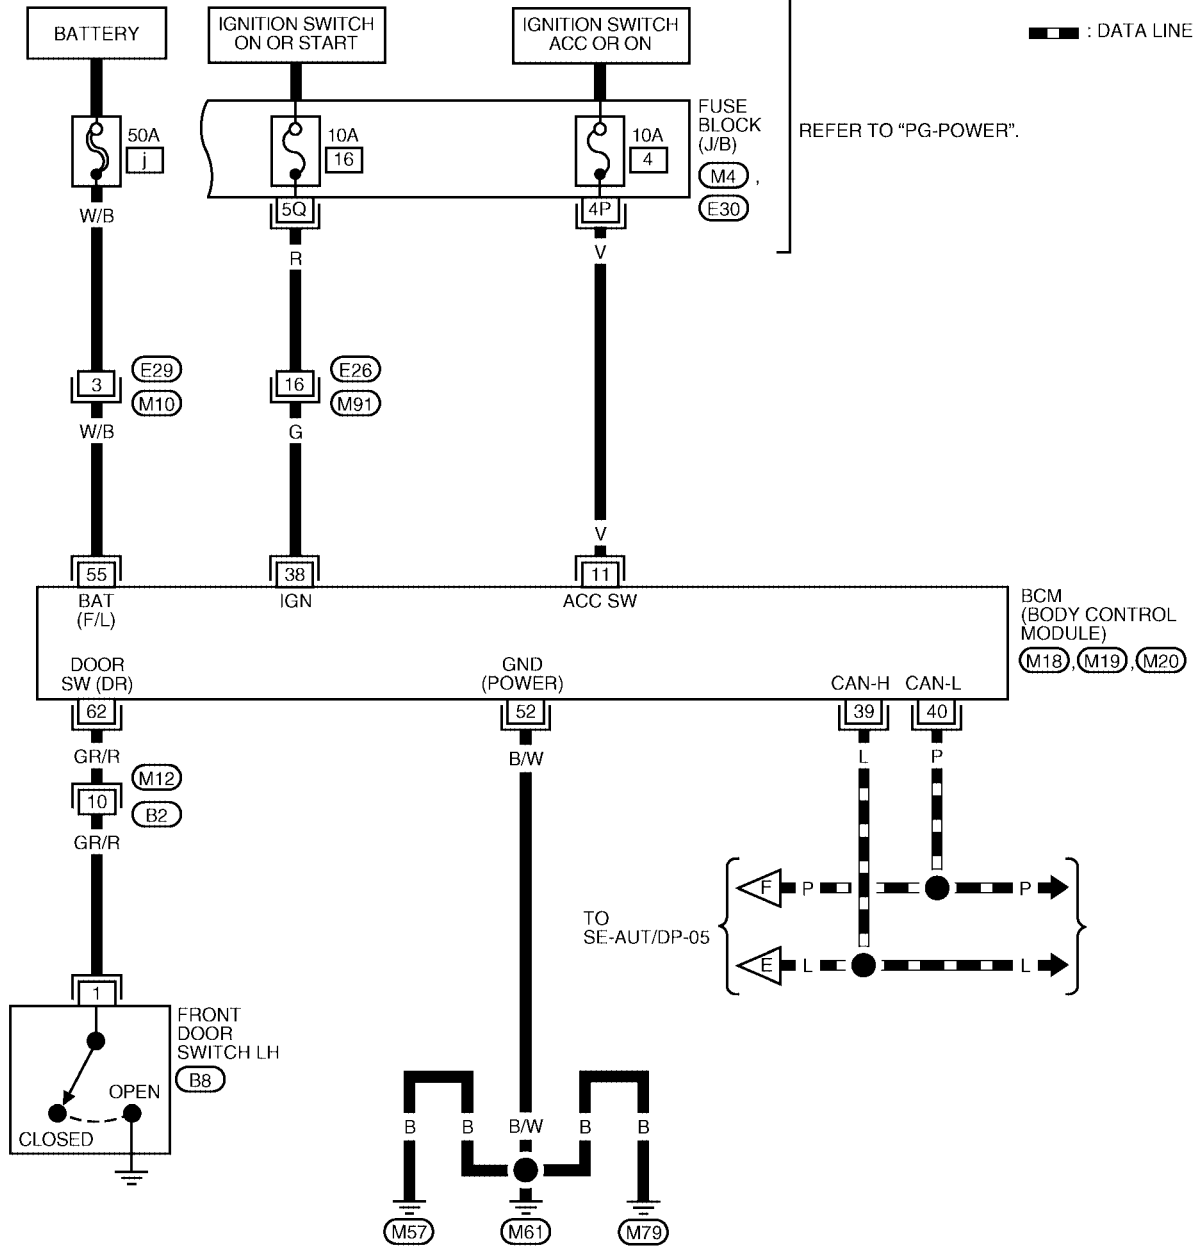 BATTERY
IGNITION SWITCH
ON OR START
IGNITION SWITCH
ACC OR ON
: DATA LINE
50A
j
10A
16
10A
4
FUSE
BLOCK
(J/B)
M4 ,
E30
REFER TO “PG-POWER”.
5Q
4P
W/B
R
V
3
E29
M10
16
E26
M91
W/B
G
V
55
38
11
BAT
(F/L)
IGN
ACC SW
BCM
(BODY CONTROL
MODULE)
M18 , M19 , M20
DOOR
SW (DR)
GND
(POWER)
CAN-H
CAN-L
62
52
39
40
GR/R
B/W
L
P
10
M12
B2
GR/R
TO
SE-AUT/DP-05
F
P
P
E
L
L
1
FRONT
DOOR
SWITCH LH
B8
OPEN
CLOSED
B
B
B/W
B
B
M57
M61
M79